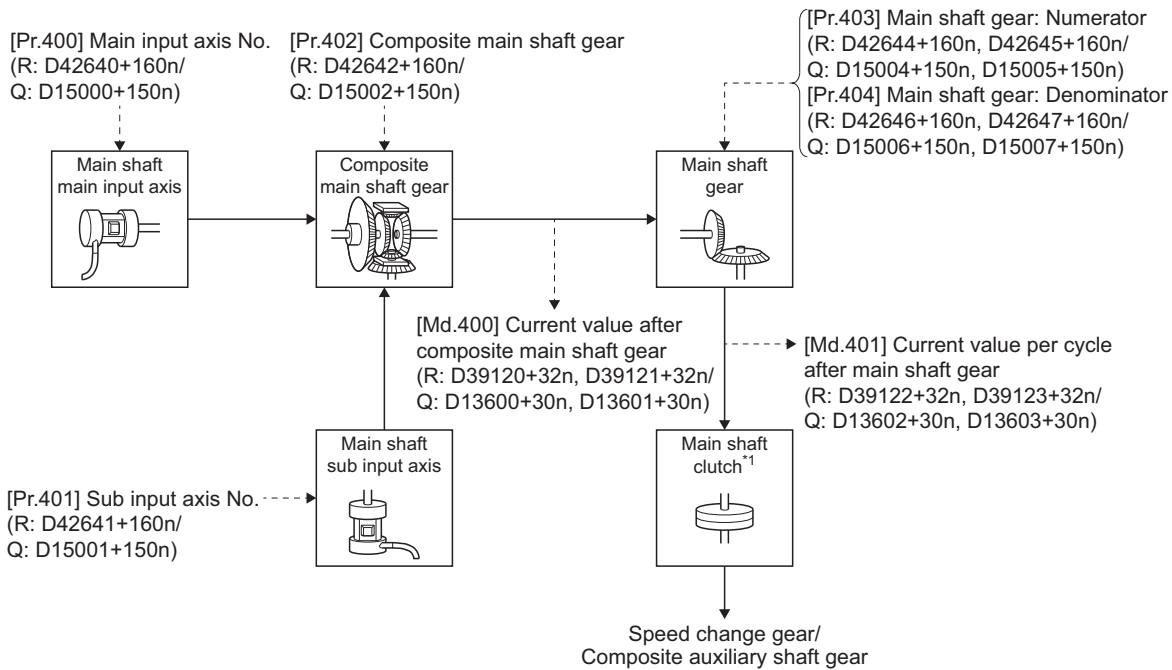 [Pr.400] Main input axis No.
(R: D42640+160n/
Q: D15000+150n)
[Pr.402] Composite main shaft gear
(R: D42642+160n/
Q: D15002+150n)
[Pr.403] Main shaft gear: Numerator
(R: D42644+160n, D42645+160n/
Q: D15004+150n, D15005+150n)
[Pr.404] Main shaft gear: Denominator
(R: D42646+160n, D42647+160n/
Q: D15006+150n, D15007+150n)
Main shaft
main input axis
Composite
main shaft gear
Main shaft
gear
[Md.400] Current value after
composite main shaft gear
(R: D39120+32n, D39121+32n/
Q: D13600+30n, D13601+30n)
[Md.401] Current value per cycle
after main shaft gear
(R: D39122+32n, D39123+32n/
Q: D13602+30n, D13603+30n)
Main shaft
sub input axis
Main shaft
clutch*1
[Pr.401] Sub input axis No.
(R: D42641+160n/
Q: D15001+150n)
Speed change gear/
Composite auxiliary shaft gear